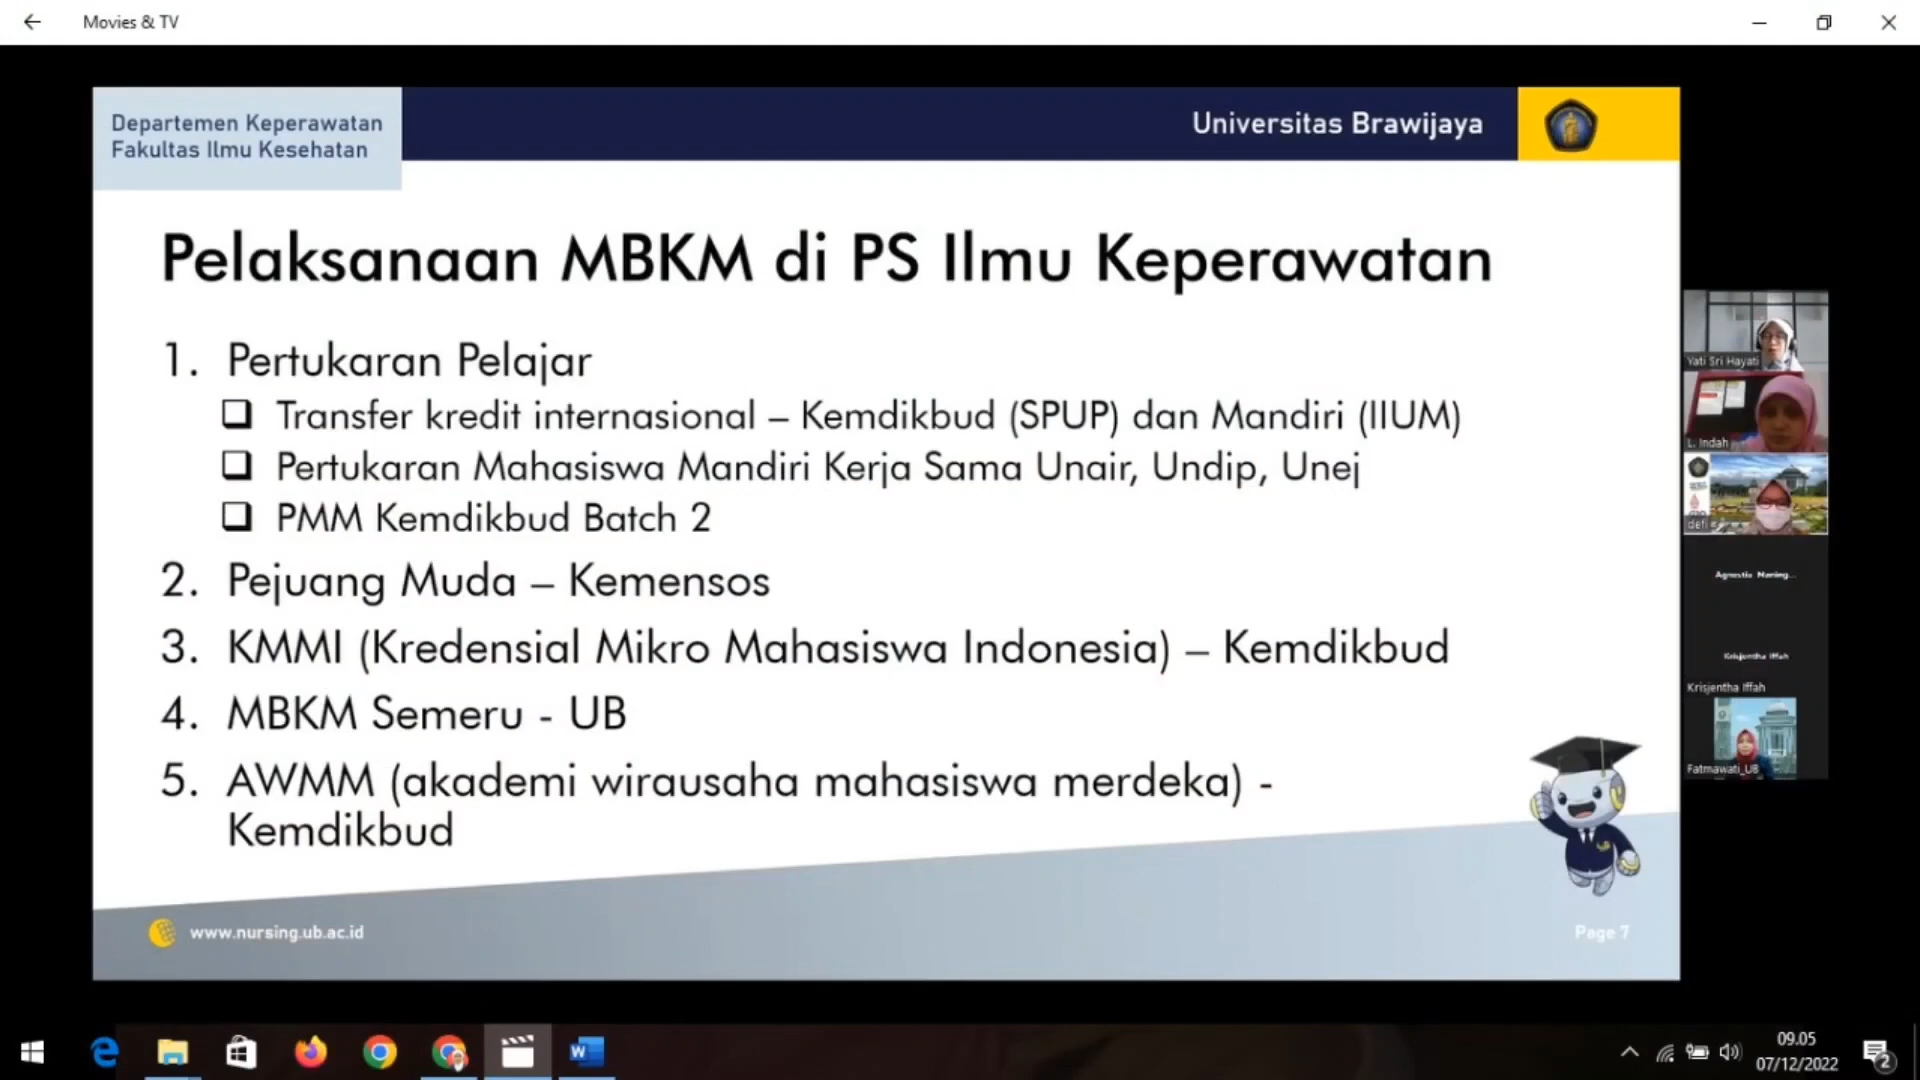 Movies & TV
Departemen Keperawatan
Fakultas Ilmu Kesehatan
Universitas Brawijaya
Pelaksanaan MBKM di PS Ilmu Keperawatan
1. Pertukaran Pelajar
❑ Transfer kredit internasional – Kemdikbud (SPUP) dan Mandiri (IIUM)
❑ Pertukaran Mahasiswa Mandiri Kerja Sama Unair, Undip, Unej
❑ PMM Kemdikbud Batch 2
2. Pejuang Muda – Kemensos
3. KMMI (Kredensial Mikro Mahasiswa Indonesia) – Kemdikbud
4. MBKM Semeru - UB
5. AWMM (akademi wirausaha mahasiswa merdeka) -
Kemdikbud
www.nursing.ub.ac.id
Page 7
Yati Sri Hayati
L. Indah
defi
Krisjentha Iffah
Krisjentha Iffah
Fatmawati_UB
09.05
07/12/2022
2